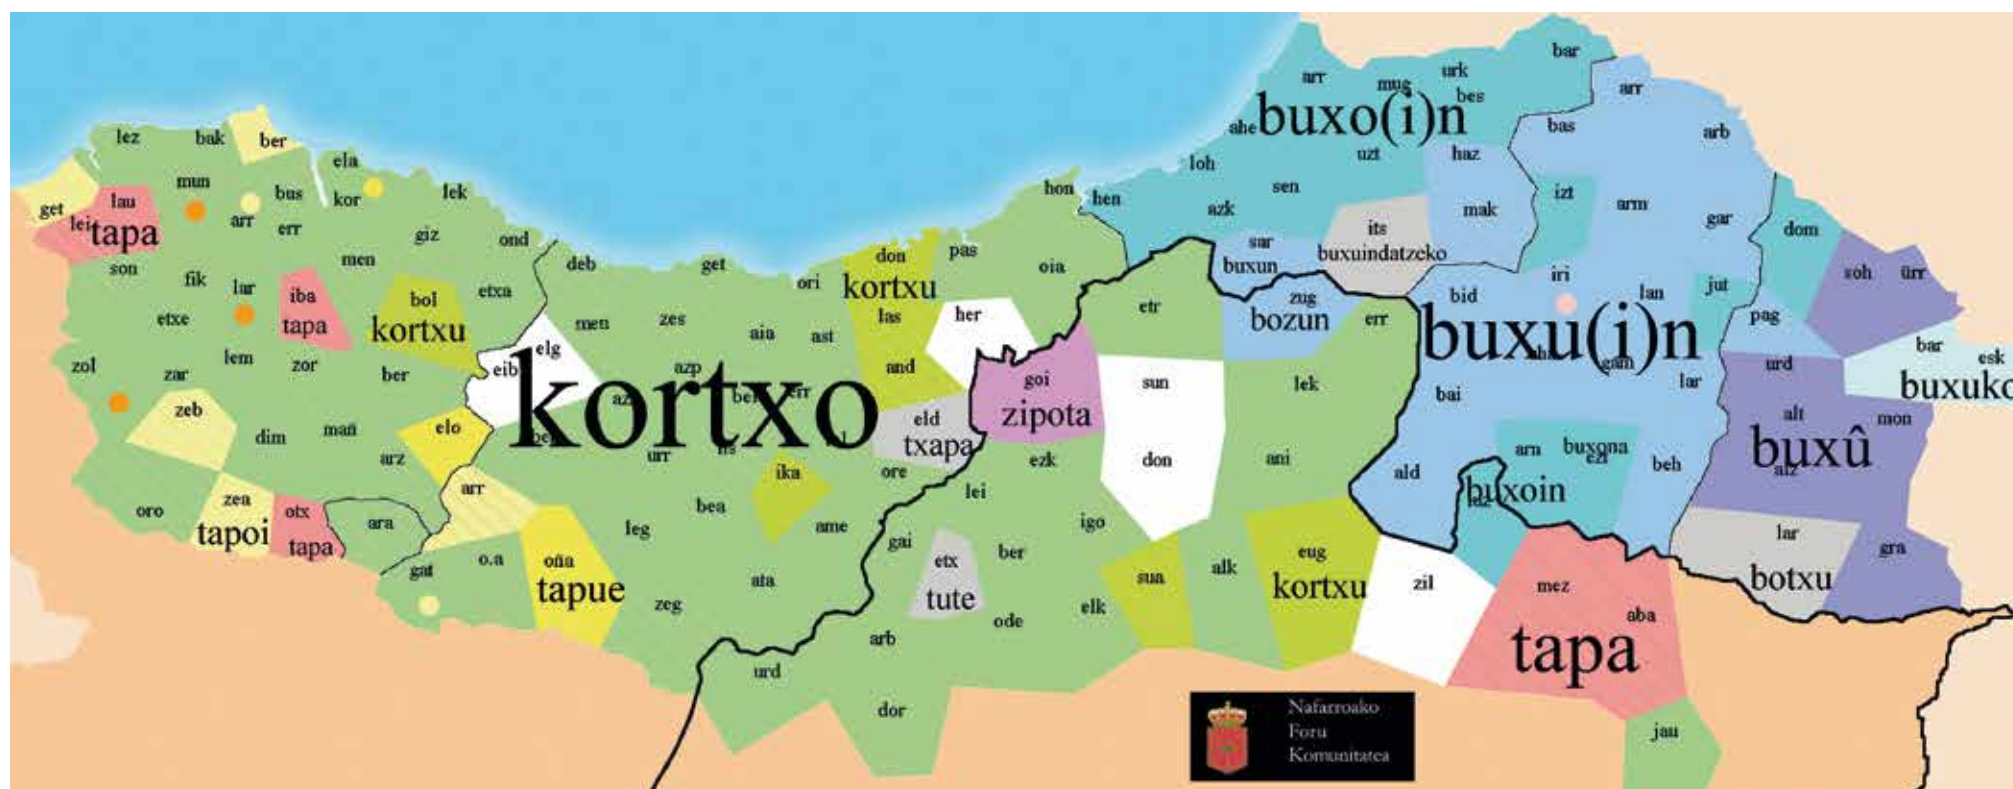 bar
arr
mug
urk
bes
arr
buxo(i)n
ahe
bas
arb
lez
bak
ber
ela
uzt
haz
loh
mun
bus
kor
lek
sen
izt
hon
hen
lau
get
lei
tapa
arr
err
giz
ond
azk
mak
arm
gar
its
buxuindatzeko
sar
buxun
dom
son
men
don
pas
deb
get
oia
fik
lar
iba
tapa
bol
kortxu
etxa
ori
kortxu
las
her
etr
zug
bozun
err
bid
iri
lan
jut
soh
ürr
buxu(i)n
gam
pag
etxe
men
zes
aia
ast
lem
zor
elg
eib
zol
zar
ber
azp
and
goi
zipota
sun
lek
bai
lar
urd
bar
esk
buxuko
kortxo
zeb
elo
eld
txapa
alt
mon
buxû
dim
mañ
arz
urr
ika
ore
ezk
don
ani
ald
arn
buxona
beh
buxoin
arr
lei
zea
tapoi
otx
tapa
oro
ara
bea
leg
ame
gai
igo
ber
etx
tute
eug
kortxu
lar
botxu
gra
gat
o.a
oña
tapue
ata
sua
alk
zil
mez
aba
tapa
zeg
elk
ode
arb
urd
dor
jau
Nafarroako
Foru
Komunitatea